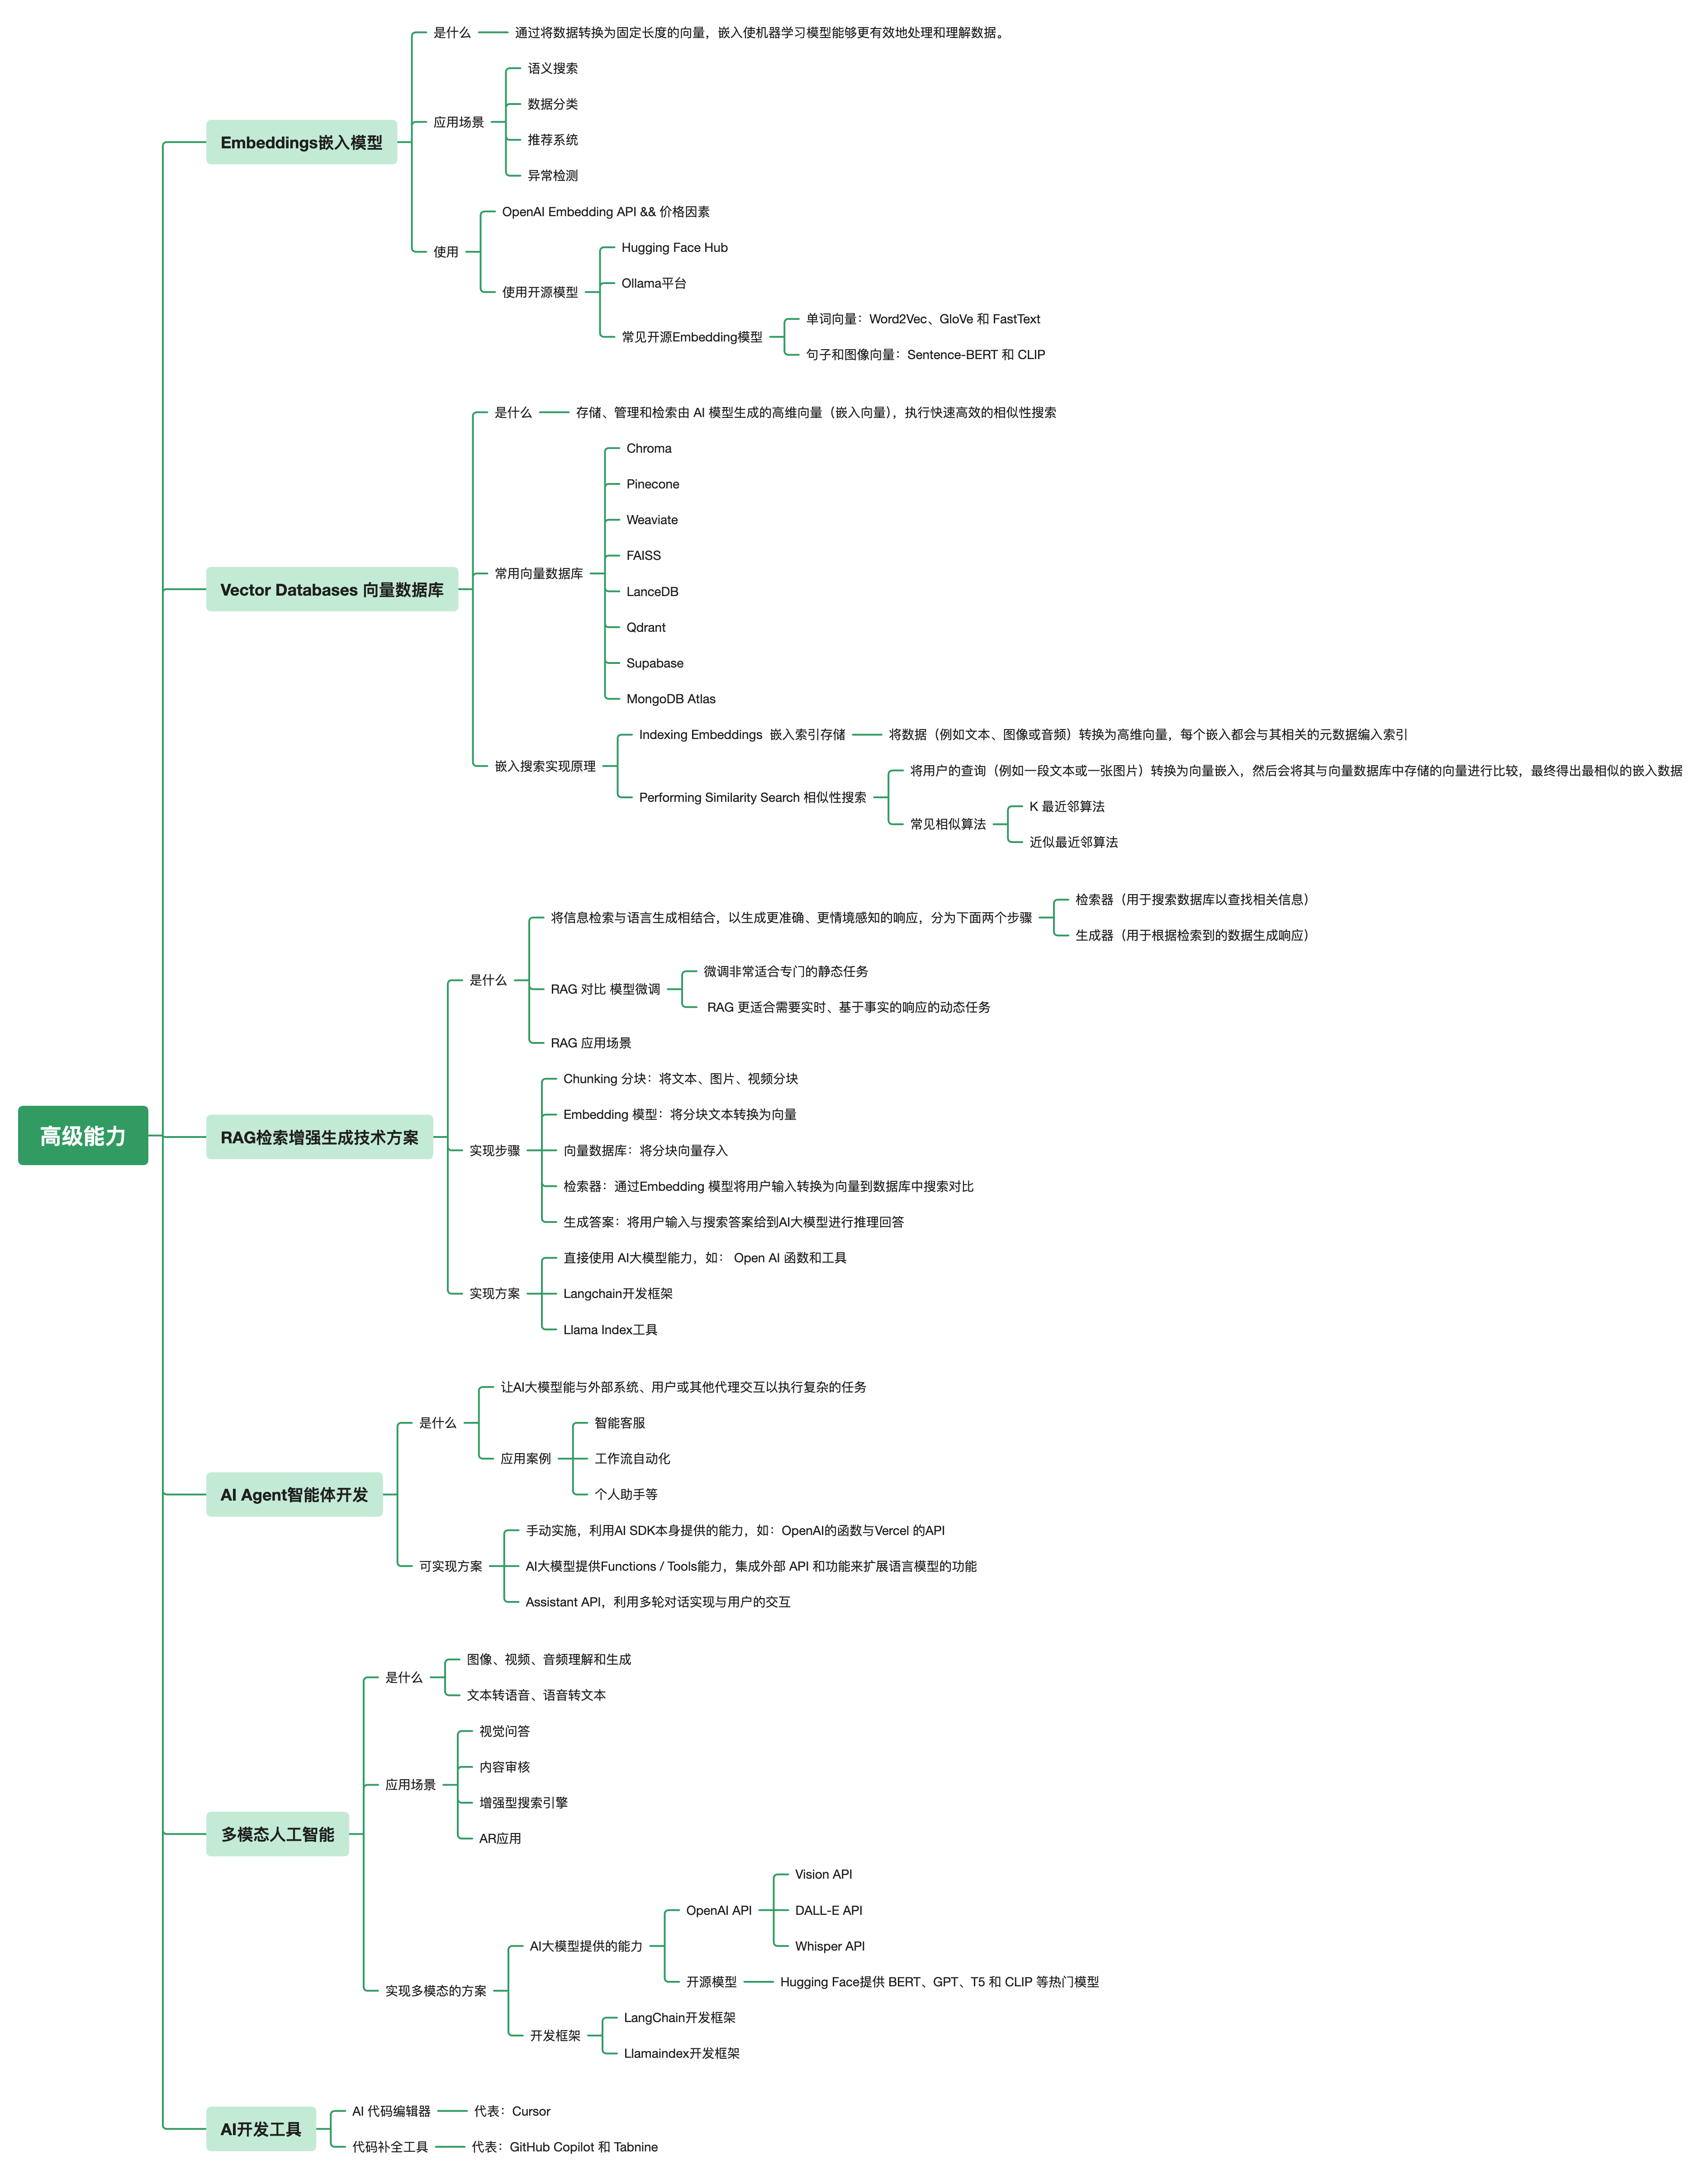 是什么
通过将数据转换为固定长度的向量，嵌入使机器学习模型能够更有效地处理和理解数据。
语义搜索
数据分类
应用场景
推荐系统
异常检测
Embeddings嵌入模型
OpenAI Embedding API && 价格因素
使用
Hugging Face Hub
Ollama平台
使用开源模型
常见开源Embedding模型
单词向量：Word2Vec、GloVe 和 FastText
句子和图像向量：Sentence-BERT 和 CLIP
是什么
存储、管理和检索由 AI 模型生成的高维向量（嵌入向量），执行快速高效的相似性搜索
Chroma
Pinecone
Weaviate
FAISS
常用向量数据库
LanceDB
Qdrant
Supabase
MongoDB Atlas
Vector Databases 向量数据库
嵌入搜索实现原理
Indexing Embeddings 嵌入索引存储
将数据（例如文本、图像或音频）转换为高维向量，每个嵌入都会与其相关的元数据编入索引
Performing Similarity Search 相似性搜索
将用户的查询（例如一段文本或一张图片）转换为向量嵌入，然后会将其与向量数据库中存储的向量进行比较，最终得出最相似的嵌入数据
常见相似算法
K 最近邻算法
近似最近邻算法
高级能力
RAG检索增强生成技术方案
是什么
将信息检索与语言生成相结合，以生成更准确、更情境感知的响应，分为下面两个步骤
检索器（用于搜索数据库以查找相关信息）
生成器（用于根据检索到的数据生成响应）
RAG 对比 模型微调
微调非常适合专门的静态任务
RAG 更适合需要实时、基于事实的响应的动态任务
RAG 应用场景
实现步骤
Chunking 分块：将文本、图片、视频分块
Embedding 模型：将分块文本转换为向量
向量数据库：将分块向量存入
检索器：通过Embedding 模型将用户输入转换为向量到数据库中搜索对比
生成答案：将用户输入与搜索答案给到AI大模型进行推理回答
实现方案
直接使用 AI大模型能力，如： Open AI 函数和工具
Langchain开发框架
Llama Index工具
AI Agent智能体开发
是什么
让AI大模型能与外部系统、用户或其他代理交互以执行复杂的任务
应用案例
智能客服
工作流自动化
个人助手等
可实现方案
手动实施，利用AI SDK本身提供的能力，如：OpenAI的函数与Vercel 的API
AI大模型提供Functions / Tools能力，集成外部 API 和功能来扩展语言模型的功能
Assistant API，利用多轮对话实现与用户的交互
多模态人工智能
是什么
图像、视频、音频理解和生成
文本转语音、语音转文本
应用场景
视觉问答
内容审核
增强型搜索引擎
AR应用
实现多模态的方案
AI大模型提供的能力
OpenAI API
Vision API
DALL-E API
Whisper API
开源模型
Hugging Face提供 BERT、GPT、T5 和 CLIP 等热门模型
开发框架
LangChain开发框架
Llamaindex开发框架
AI开发工具
AI 代码编辑器
代表：Cursor
代码补全工具
代表：GitHub Copilot 和 Tabnine